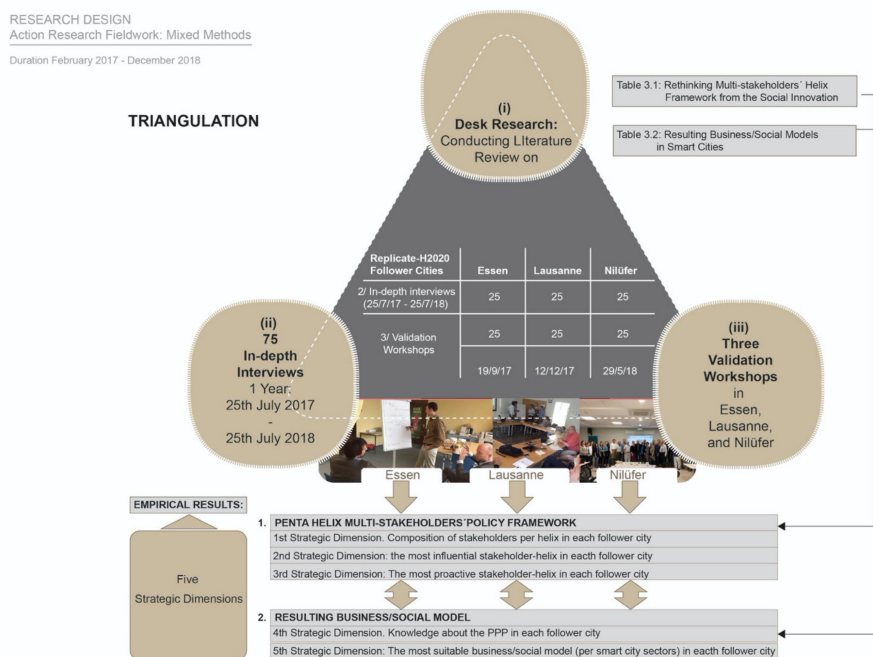 RESEARCH DESIGN
Action Research Fieldwork: Mixed Methods
Duration February 2017 - December 2018
TRIANGULATION
(i)
Desk Research:
Conducting LIterature
Review on
Table 3.1: Rethinking Multi-stakeholders´ Helix
Framework from the Social Innovation
Table 3.2: Resulting Business/Social Models
in Smart Cities
Replicate-H2020
Follower Cities
Essen
Lausanne
Nilüfer
2/ In-depth interviews
(25/7/17 - 25/7/18)
25
25
25
3/ Validation
Workshops
25
25
25
19/9/17
12/12/17
29/5/18
(ii)
75
In-depth
Interviews
1 Year:
25th July 2017
-
25th July 2018
(iii)
Three
Validation
Workshops
in
Essen,
Lausanne,
and Nilüfer
Essen
Lausanne
Nilüfer
EMPIRICAL RESULTS:
Five
Strategic Dimensions
1. PENTA HELIX MULTI-STAKEHOLDERS´POLICY FRAMEWORK
1st Strategic Dimension. Composition of stakeholders per helix in each follower city
2nd Strategic Dimension: the most influential stakeholder-helix in eacth follower city
3rd Strategic Dimension: The most proactive stakeholder-helix in each follower city
2. RESULTING BUSINESS/SOCIAL MODEL
4th Strategic Dimension. Knowledge about the PPP in each follower city
5th Strategic Dimension: The most suitable business/social model (per smart city sectors) in eacth follower city